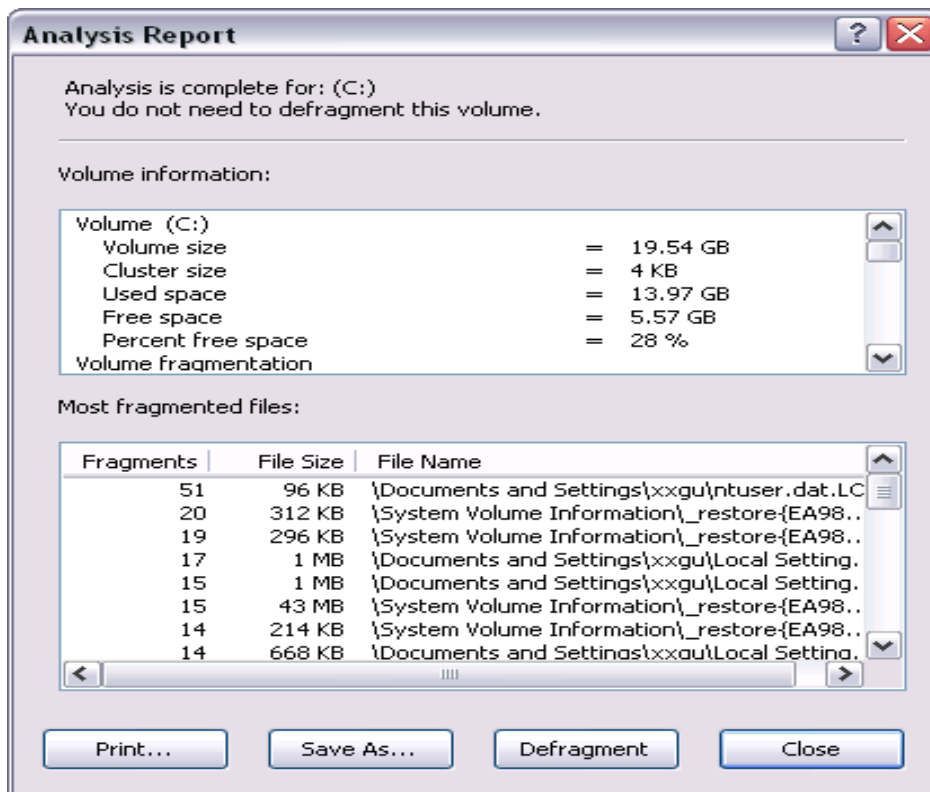 Analysis Report
Analysis is complete for: (C:)
You do not need to defragment this volume.
Volume information:
Volume (C:)
Volume size = 19.54 GB
Cluster size = 4 KB
Used space = 13.97 GB
Free space = 5.57 GB
Percent free space = 28 %
Volume fragmentation
Most fragmented files:
Fragments File Size File Name
51 96 KB \Documents and Settings\xxgu\ntuser.dat.LC
20 312 KB \System Volume Information\_restore{EA98..
19 296 KB \System Volume Information\_restore{EA98..
17 1 MB \Documents and Settings\xxgu\Local Setting.
15 1 MB \Documents and Settings\xxgu\Local Setting.
15 43 MB \System Volume Information\_restore{EA98..
14 214 KB \System Volume Information\_restore{EA98..
14 668 KB \Documents and Settings\xxgu\Local Setting.
Print... Save As... Defragment Close